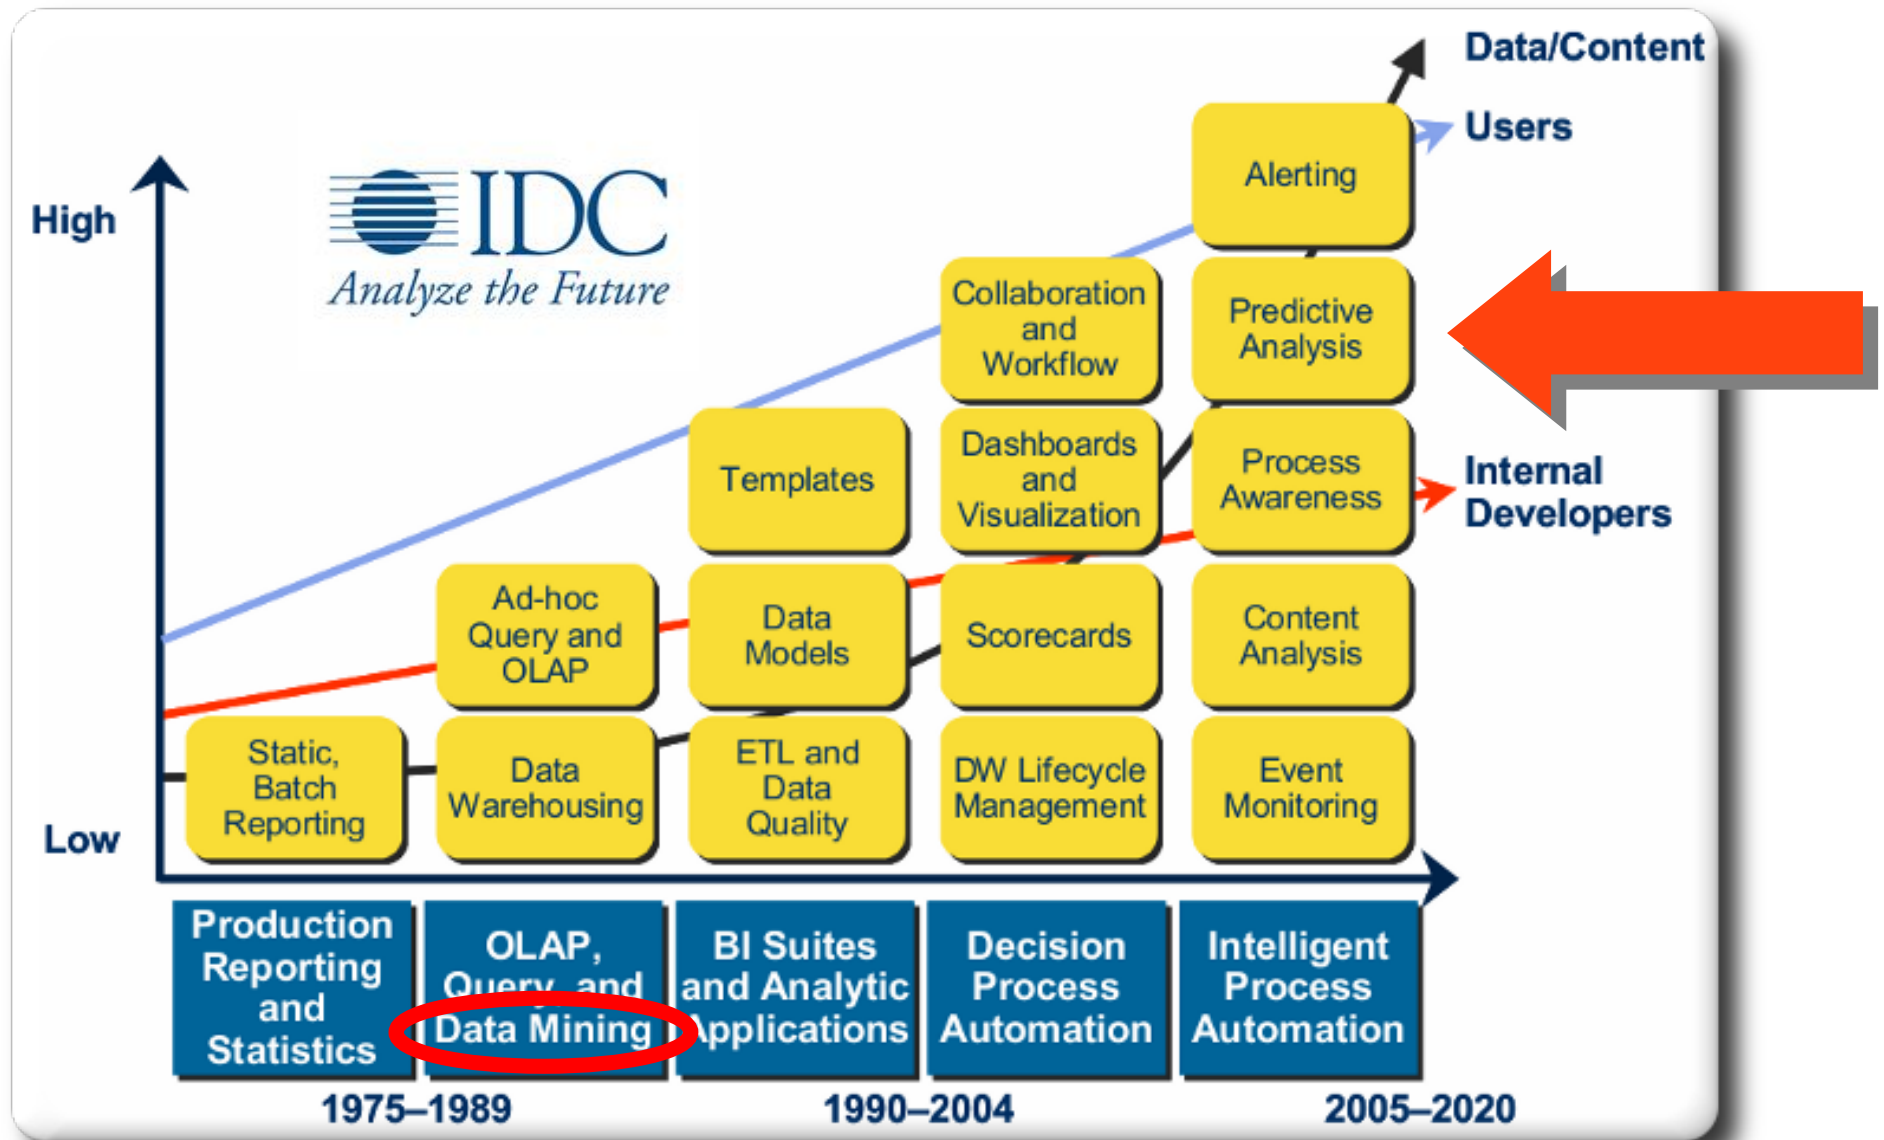 Data/Content
Users
High
IDC
Analyze the Future
Alerting
Collaboration
and
Workflow
Predictive
Analysis
Templates
Dashboards
and
Visualization
Process
Awareness
Internal
Developers
Ad-hoc
Query and
OLAP
Data
Models
Scorecards
Content
Analysis
Static,
Batch
Reporting
Data
Warehousing
ETL and
Data
Quality
DW Lifecycle
Management
Event
Monitoring
Low
Production
Reporting
and
Statistics
OLAP,
Query, and
Data Mining
BI Suites
and Analytic
Applications
Decision
Process
Automation
Intelligent
Process
Automation
1975–1989
1990–2004
2005–2020